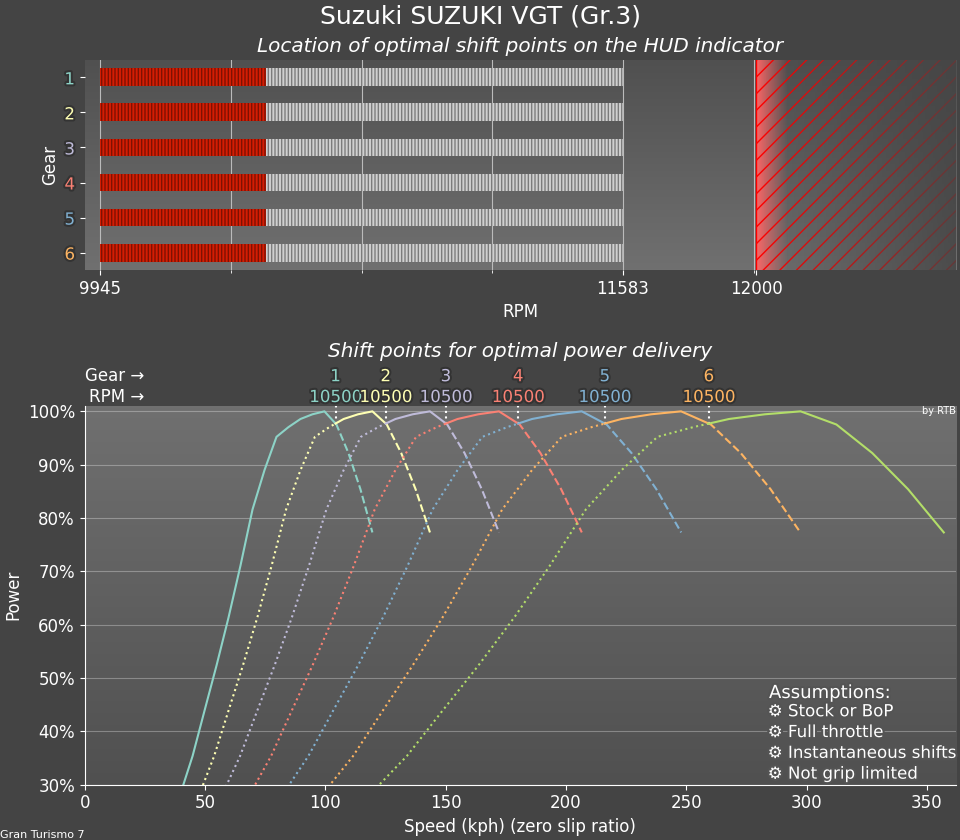 Suzuki SUZUKI VGT (Gr.3)
Location of optimal shift points on the HUD indicator
Gear
1
2
3
4
5
6
9945 11583 12000
RPM
Shift points for optimal power delivery
Gear → 1 2 3 4 5 6
RPM → 10500 10500 10500 10500 10500 10500
by RTB
Power
100%
90%
80%
70%
60%
50%
40%
30%
Assumptions:
⚙ Stock or BoP
⚙ Full throttle
⚙ Instantaneous shifts
⚙ Not grip limited
0 50 100 150 200 250 300 350
Speed (kph) (zero slip ratio)
Gran Turismo 7